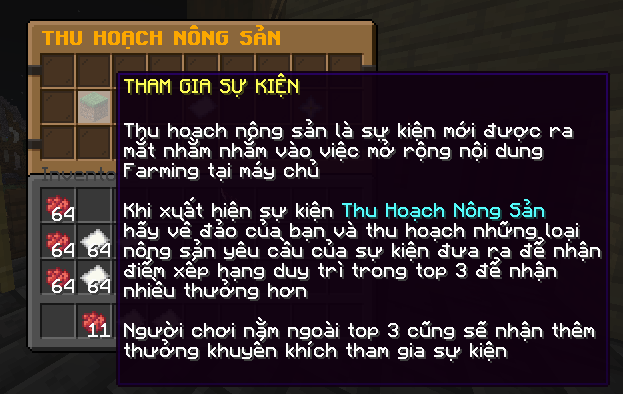 THU HOẠCH NÔNG SẢN
THAM GIA SỰ KIỆN
Thu hoạch nông sản là sự kiện mới được ra
mắt nhằm nhắm vào việc mở rộng nội dung
Farming tại máy chủ
Invento
Khi xuất hiện sự kiện Thu Hoạch Nông Sản
hãy về đảo của bạn và thu hoạch những loại
nông sản yêu cầu của sự kiện đưa ra để nhận
điểm xếp hạng duy trì trong top 3 để nhận
nhiều thưởng hơn
Người chơi nằm ngoài top 3 cũng sẽ nhận thêm
thưởng khuyến khích tham gia sự kiện
64
64 64
64 64
11